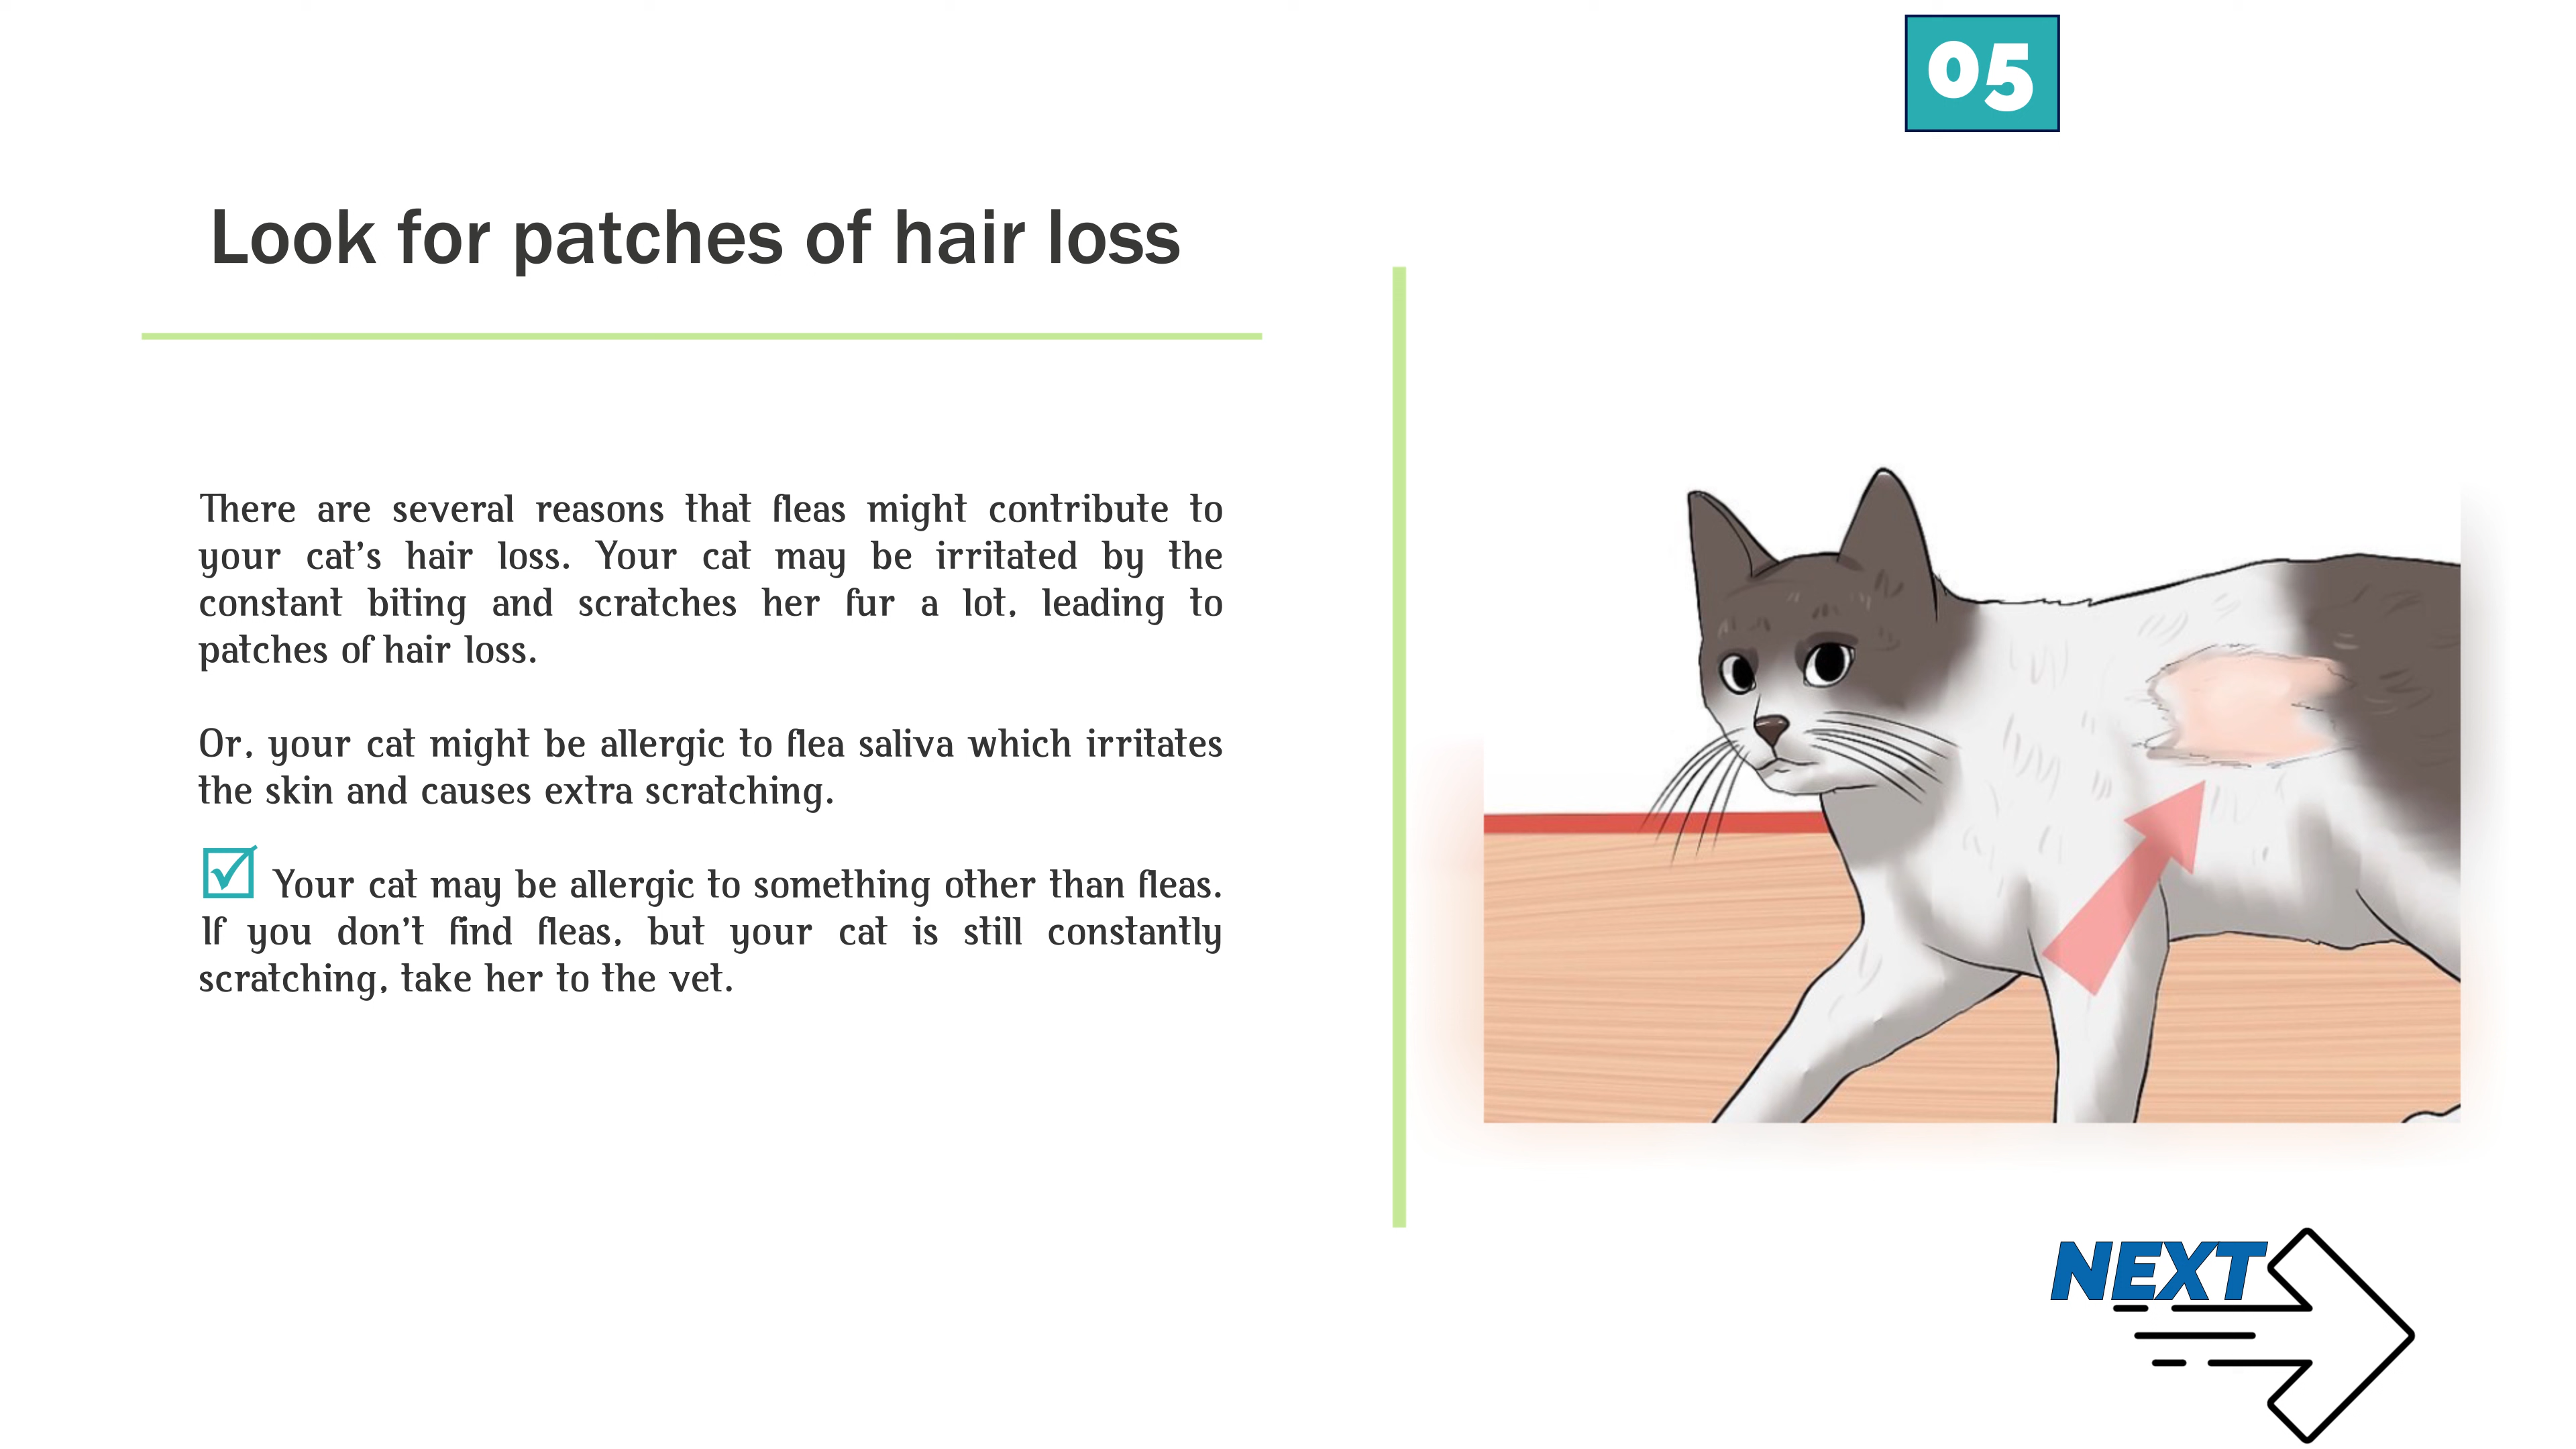 05
Look for patches of hair loss
There are several reasons that fleas might contribute to
your cat's hair loss. Your cat may be irritated by the
constant biting and scratches her fur a lot, leading to
patches of hair loss.
Or, your cat might be allergic to flea saliva which irritates
the skin and causes extra scratching.
Your cat may be allergic to something other than fleas.
If you don't find fleas, but your cat is still constantly
scratching, take her to the vet.
NEXT